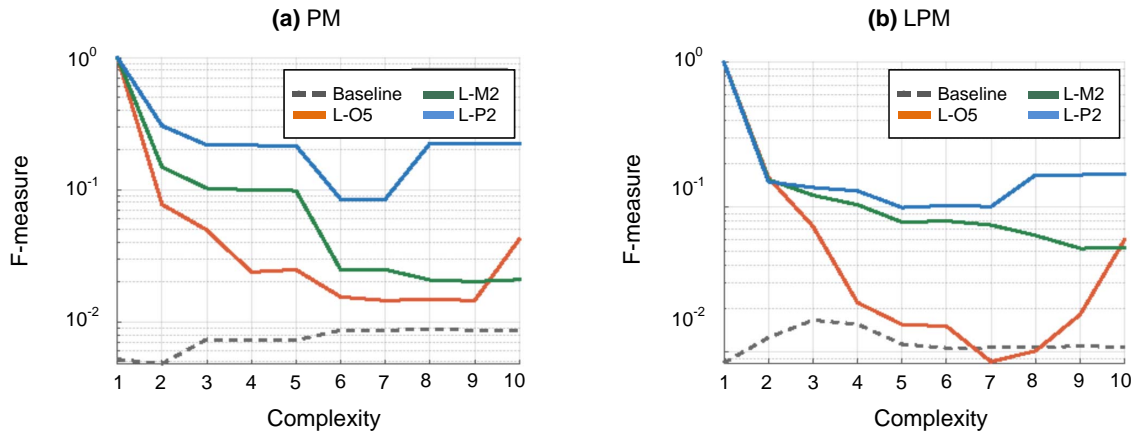 (a) PM
F-measure
10^0
10^-1
10^-2
Baseline
L-M2
L-O5
L-P2
1 2 3 4 5 6 7 8 9 10
Complexity
(b) LPM
F-measure
10^0
10^-1
10^-2
Baseline
L-M2
L-O5
L-P2
1 2 3 4 5 6 7 8 9 10
Complexity